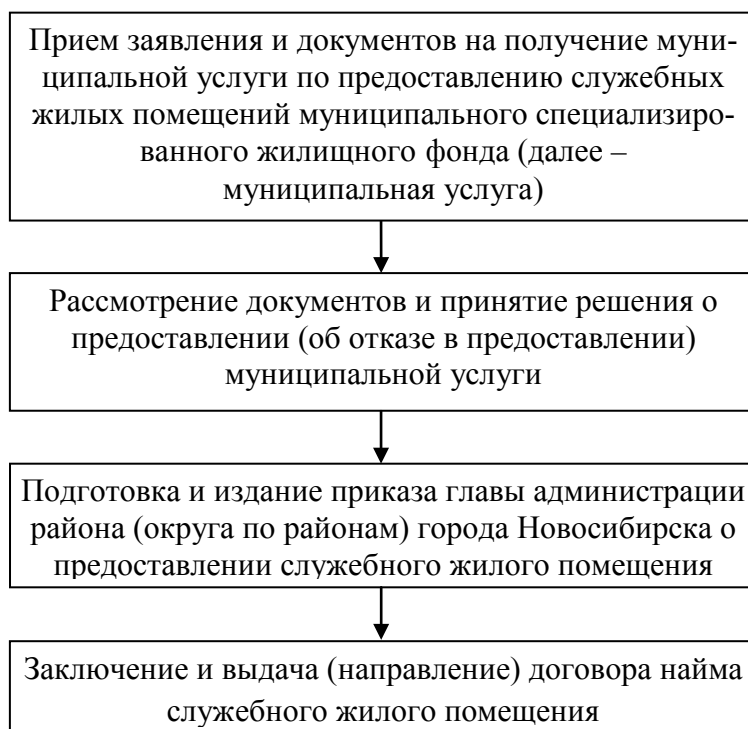 Прием заявления и документов на получение муни-
ципальной услуги по предоставлению служебных
жилых помещений муниципального специализиро-
ванного жилищного фонда (далее –
муниципальная услуга)
Рассмотрение документов и принятие решения о
предоставлении (об отказе в предоставлении)
муниципальной услуги
Подготовка и издание приказа главы администрации
района (округа по районам) города Новосибирска о
предоставлении служебного жилого помещения
Заключение и выдача (направление) договора найма
служебного жилого помещения